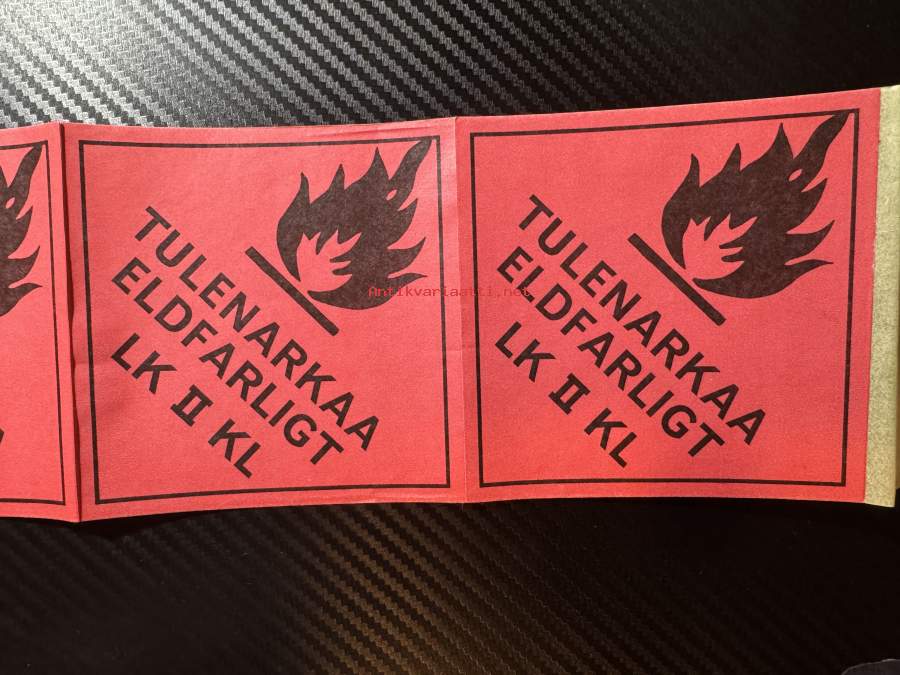 TULENARKAA
ELDFARLIGT
LK II KL
TULENARKAA
ELDFARLIGT
LK II KL
Antikvariaatti.net